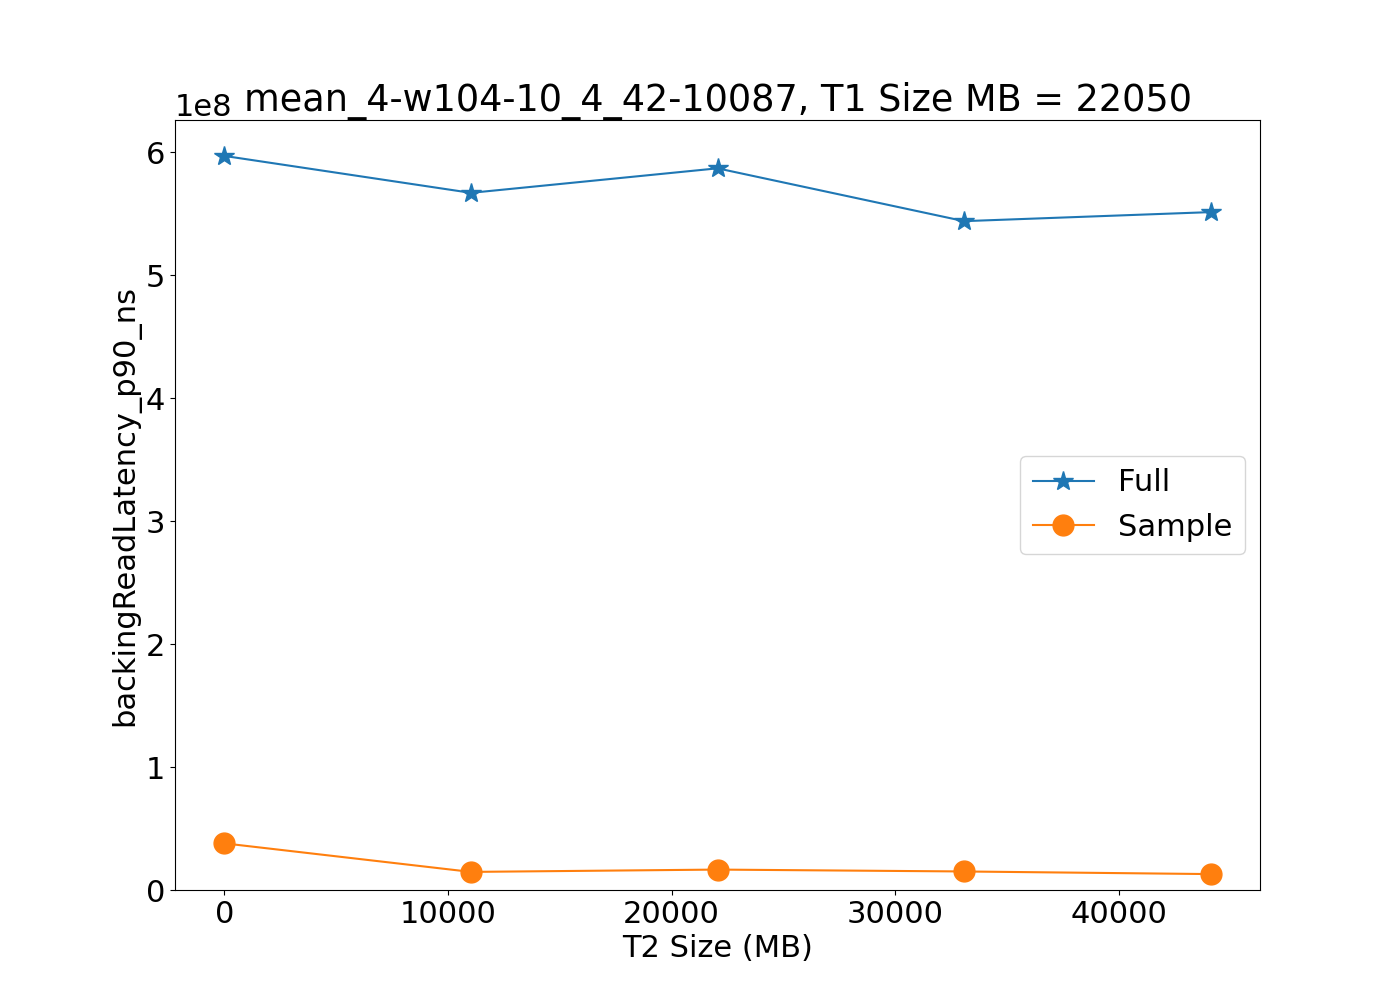 1e8
mean_4-w104-10_4_42-10087, T1 Size MB = 22050
6
5
4
3
2
1
0
backingReadLatency_p90_ns
Full
Sample
0 10000 20000 30000 40000
T2 Size (MB)